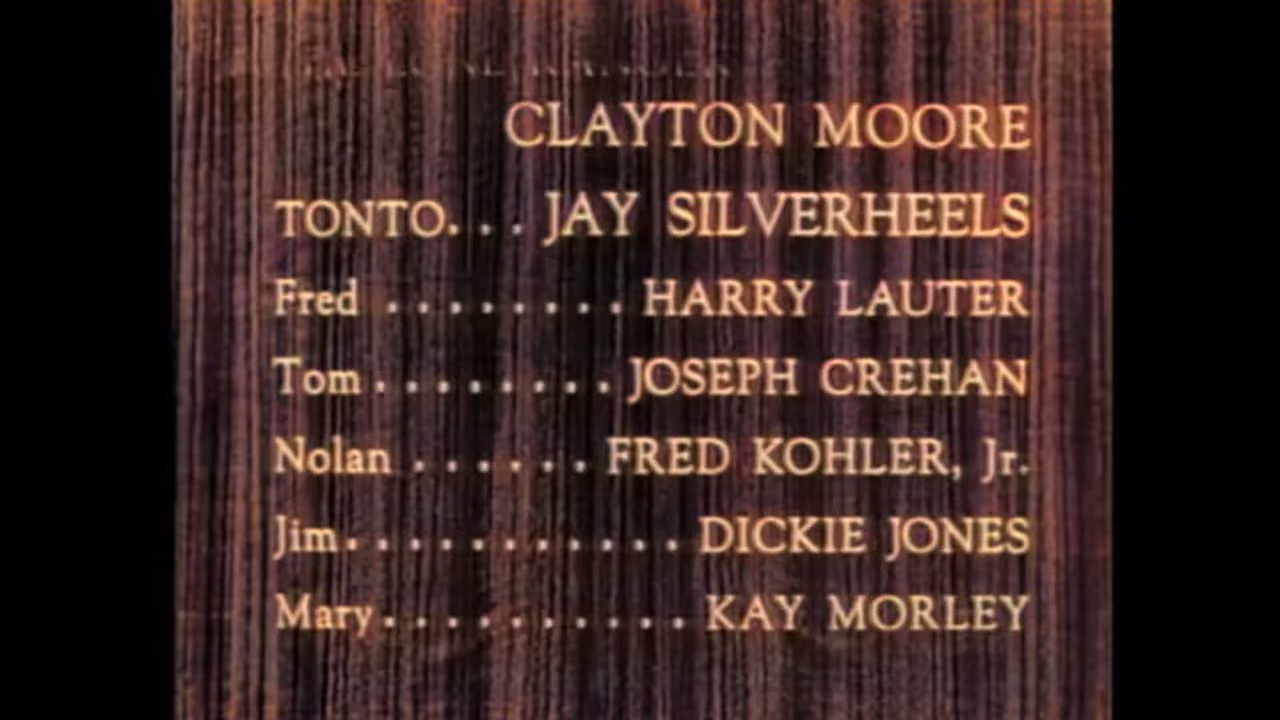 CLAYTON MOORE
TONTO. . . JAY SILVERHEELS
Fred . . . . . . . . HARRY LAUTER
Tom . . . . . . . . JOSEPH CREHAN
Nolan . . . . . . FRED KOHLER, Jr.
Jim. . . . . . . . . . . DICKIE JONES
Mary . . . . . . . . . . KAY MORLEY